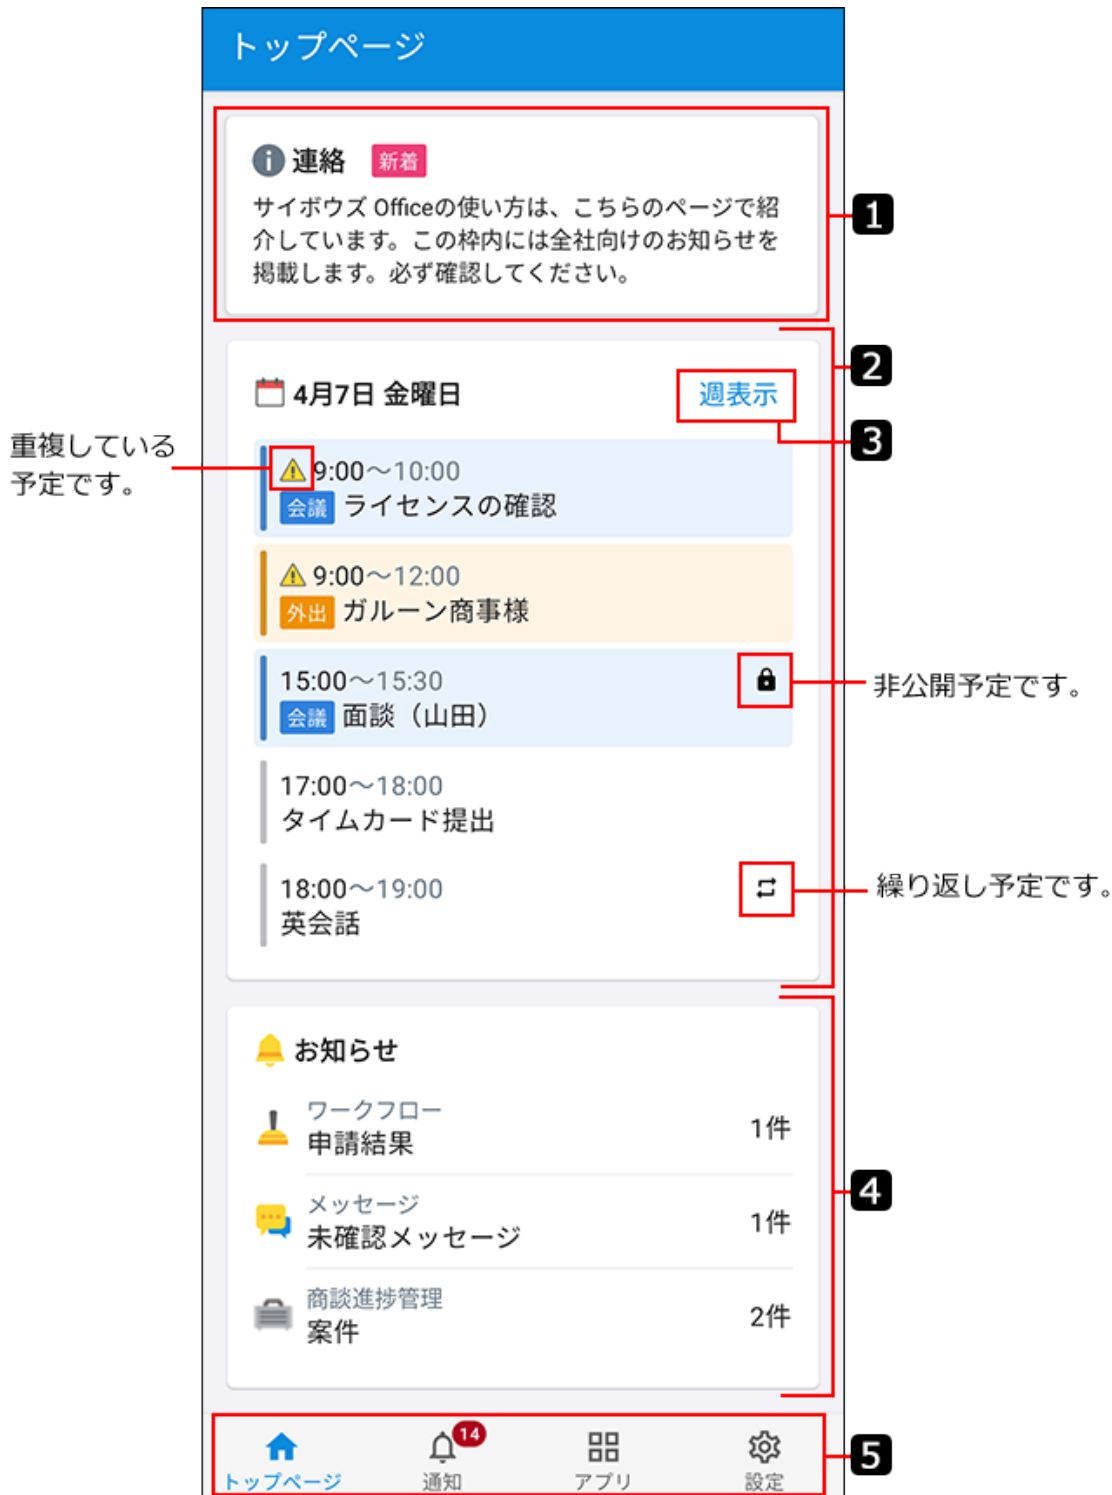 トップページ
連絡 新着
サイボウズ Officeの使い方は、こちらのページで紹
介しています。この枠内には全社向けのお知らせを
掲載します。必ず確認してください。
1
2
4月7日 金曜日 週表示
3
重複している
予定です。
9:00～10:00
会議 ライセンスの確認
9:00～12:00
外出 ガルーン商事様
15:00～15:30
会議 面談（山田）
非公開予定です。
17:00～18:00
タイムカード提出
18:00～19:00
英会話
繰り返し予定です。
お知らせ
ワークフロー
申請結果 1件
メッセージ
未確認メッセージ 1件
4
商談進捗管理
案件 2件
14
トップページ 通知 アプリ 設定
5